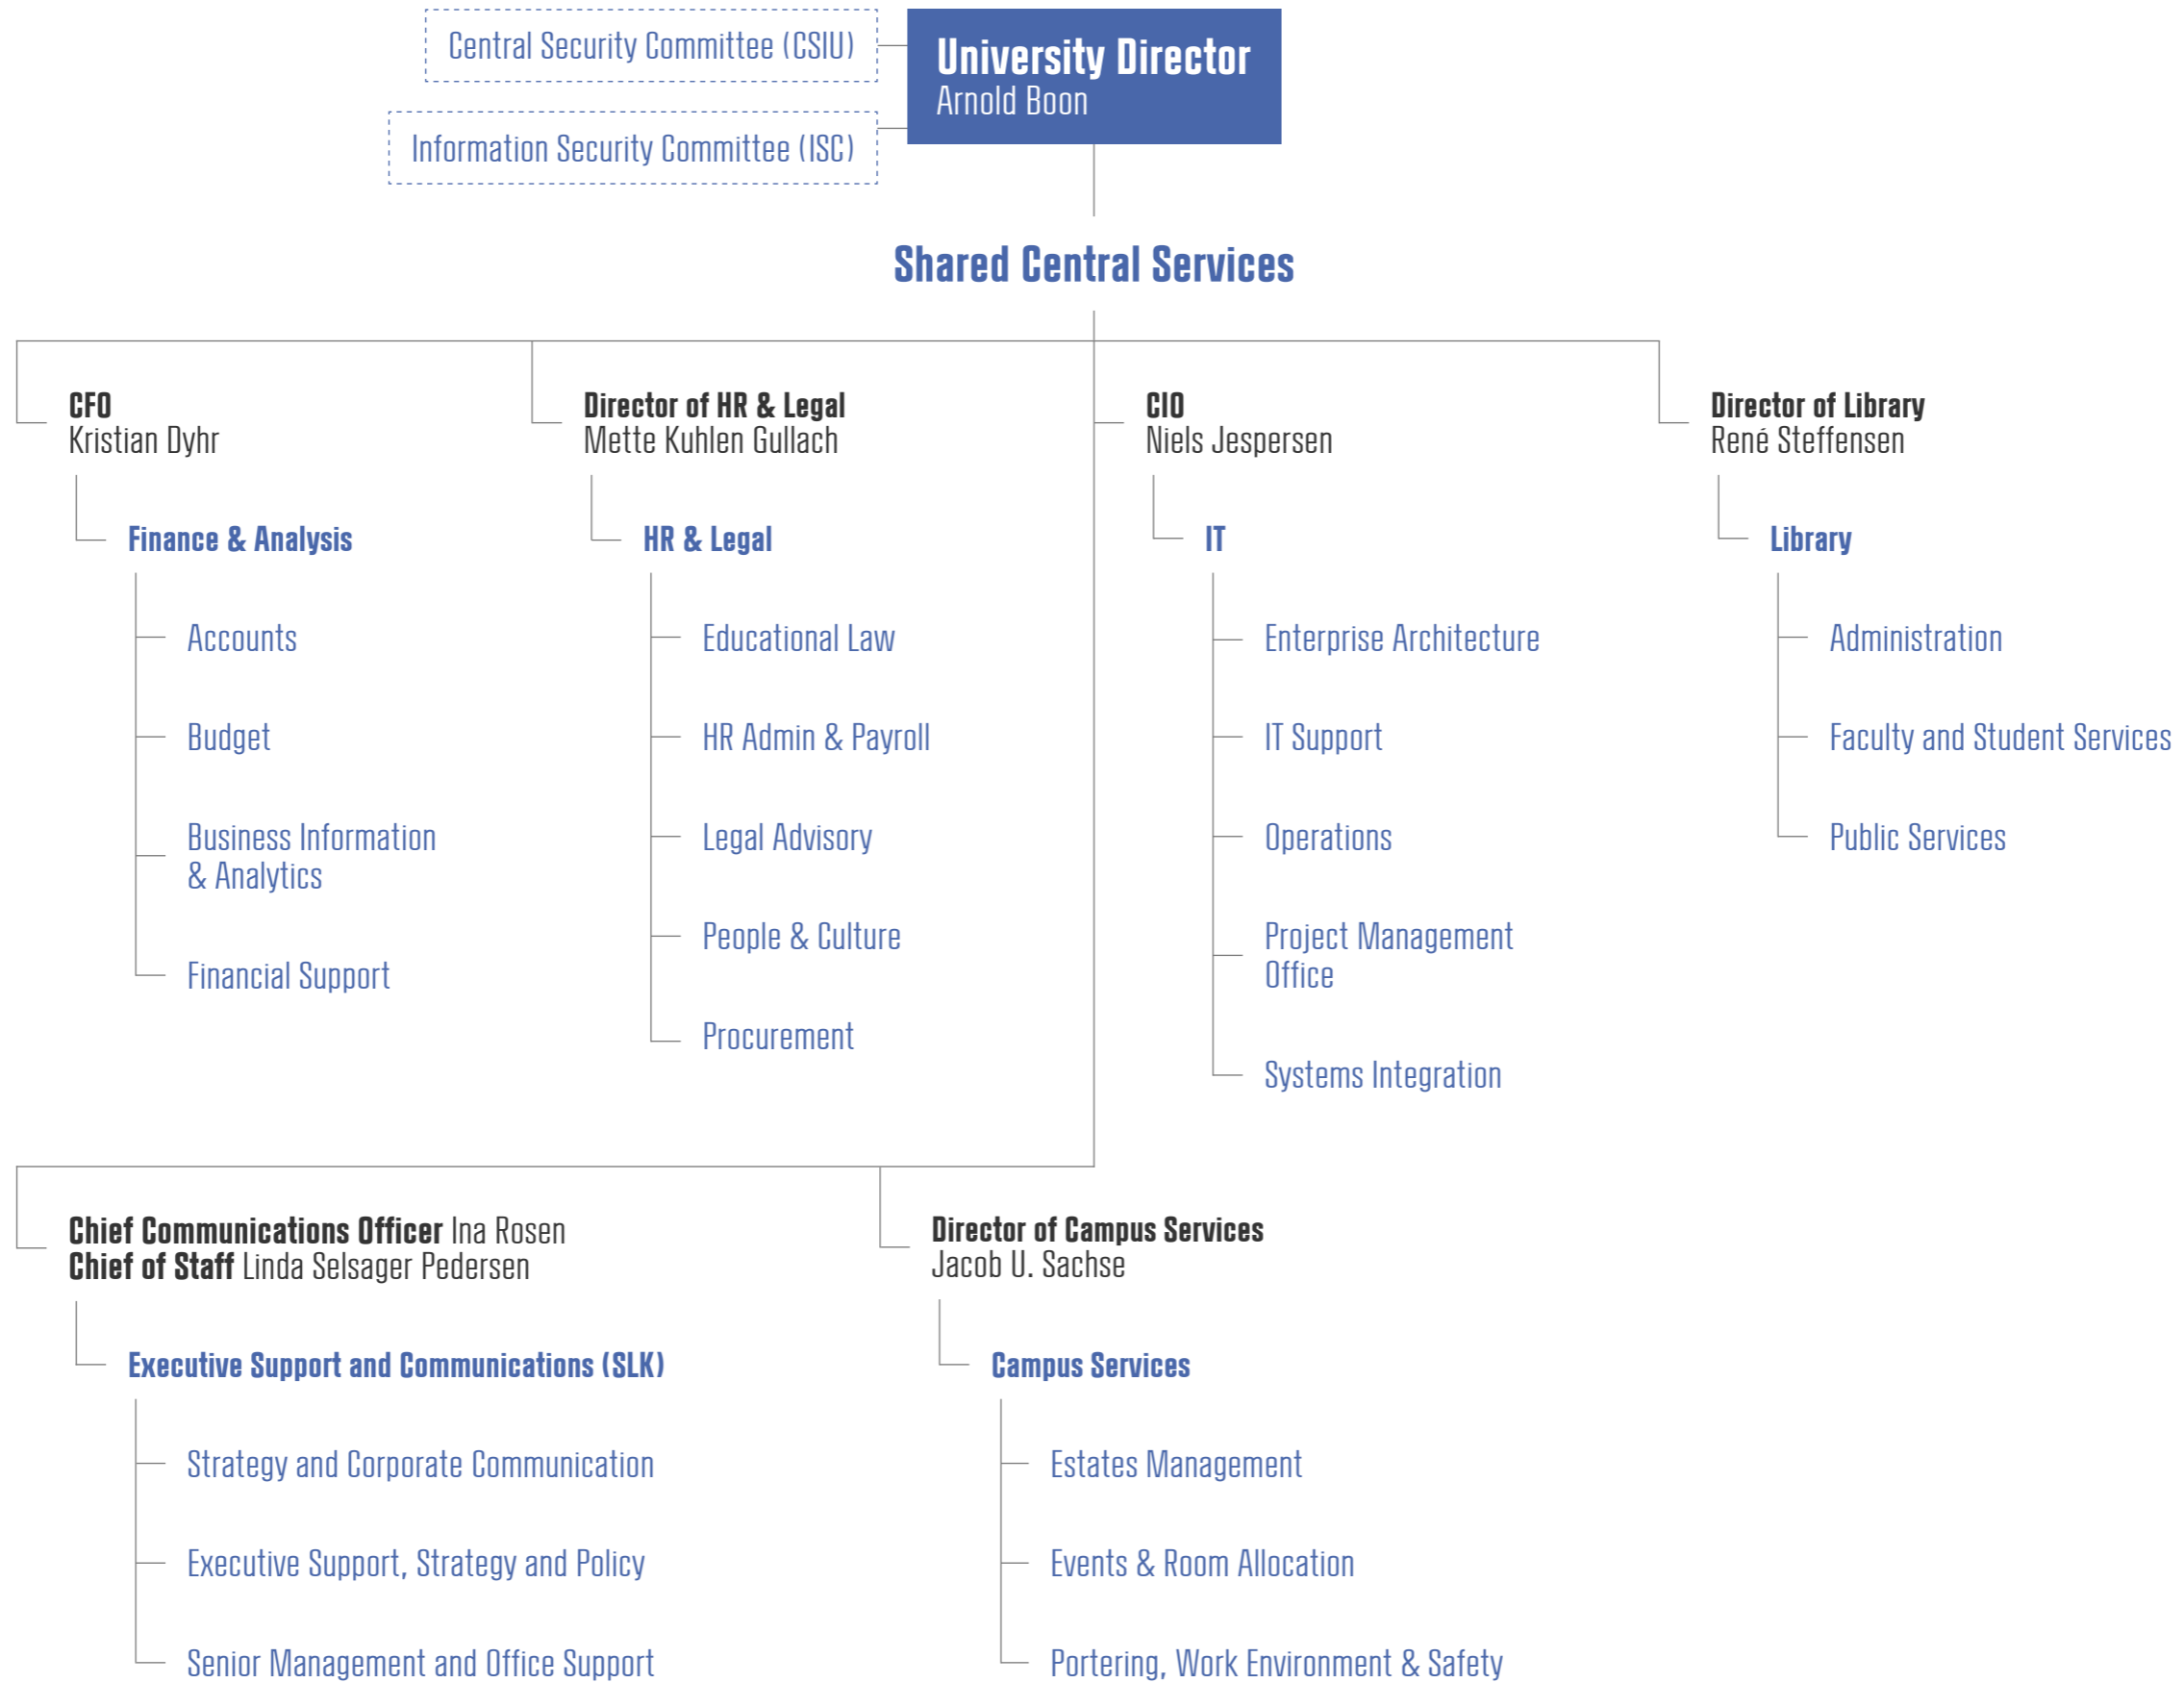 Central Security Committee (CSIU)
University Director
Arnold Boon
Information Security Committee (ISC)
Shared Central Services
CFO
Kristian Dyhr
Finance & Analysis
Accounts
Budget
Business Information
& Analytics
Financial Support
Director of HR & Legal
Mette Kuhlen Gullach
HR & Legal
Educational Law
HR Admin & Payroll
Legal Advisory
People & Culture
Procurement
CIO
Niels Jespersen
IT
Enterprise Architecture
IT Support
Operations
Project Management
Office
Systems Integration
Director of Library
René Steffensen
Library
Administration
Faculty and Student Services
Public Services
Chief Communications Officer Ina Rosen
Chief of Staff Linda Selsager Pedersen
Executive Support and Communications (SLK)
Strategy and Corporate Communication
Executive Support, Strategy and Policy
Senior Management and Office Support
Director of Campus Services
Jacob U. Sachse
Campus Services
Estates Management
Events & Room Allocation
Portering, Work Environment & Safety